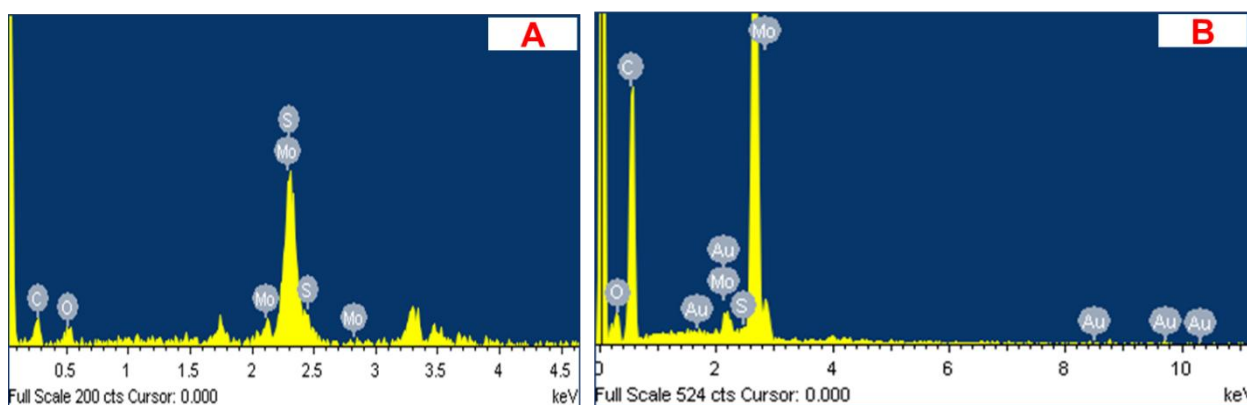 A
S
Mo
C
O
Mo
S
Mo
0.5 1 1.5 2 2.5 3 3.5 4 4.5
Full Scale 200 cts Cursor: 0.000 keV
B
Mo
C
Au
Mo
O
Au
S
Au
Au
Au
0 2 4 6 8 10
Full Scale 524 cts Cursor: 0.000 keV